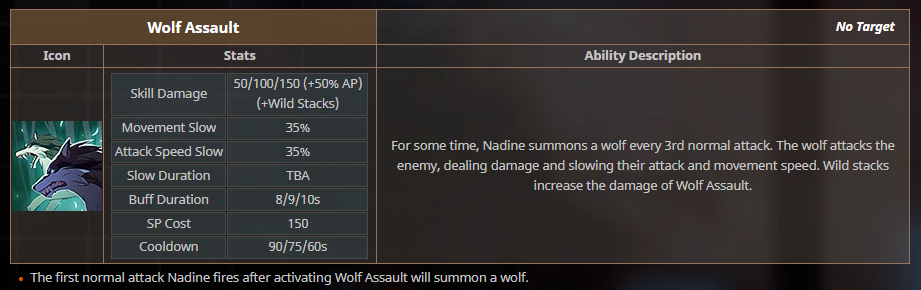 Wolf Assault
No Target
Icon
Stats
Ability Description
Skill Damage
50/100/150 (+50% AP)
(+Wild Stacks)
Movement Slow
35%
Attack Speed Slow
35%
Slow Duration
TBA
Buff Duration
8/9/10s
SP Cost
150
Cooldown
90/75/60s
For some time, Nadine summons a wolf every 3rd normal attack. The wolf attacks the
enemy, dealing damage and slowing their attack and movement speed. Wild stacks
increase the damage of Wolf Assault.
• The first normal attack Nadine fires after activating Wolf Assault will summon a wolf.